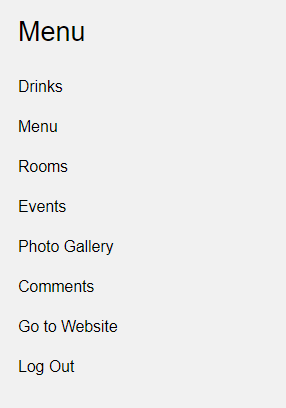 Menu
Drinks
Menu
Rooms
Events
Photo Gallery
Comments
Go to Website
Log Out